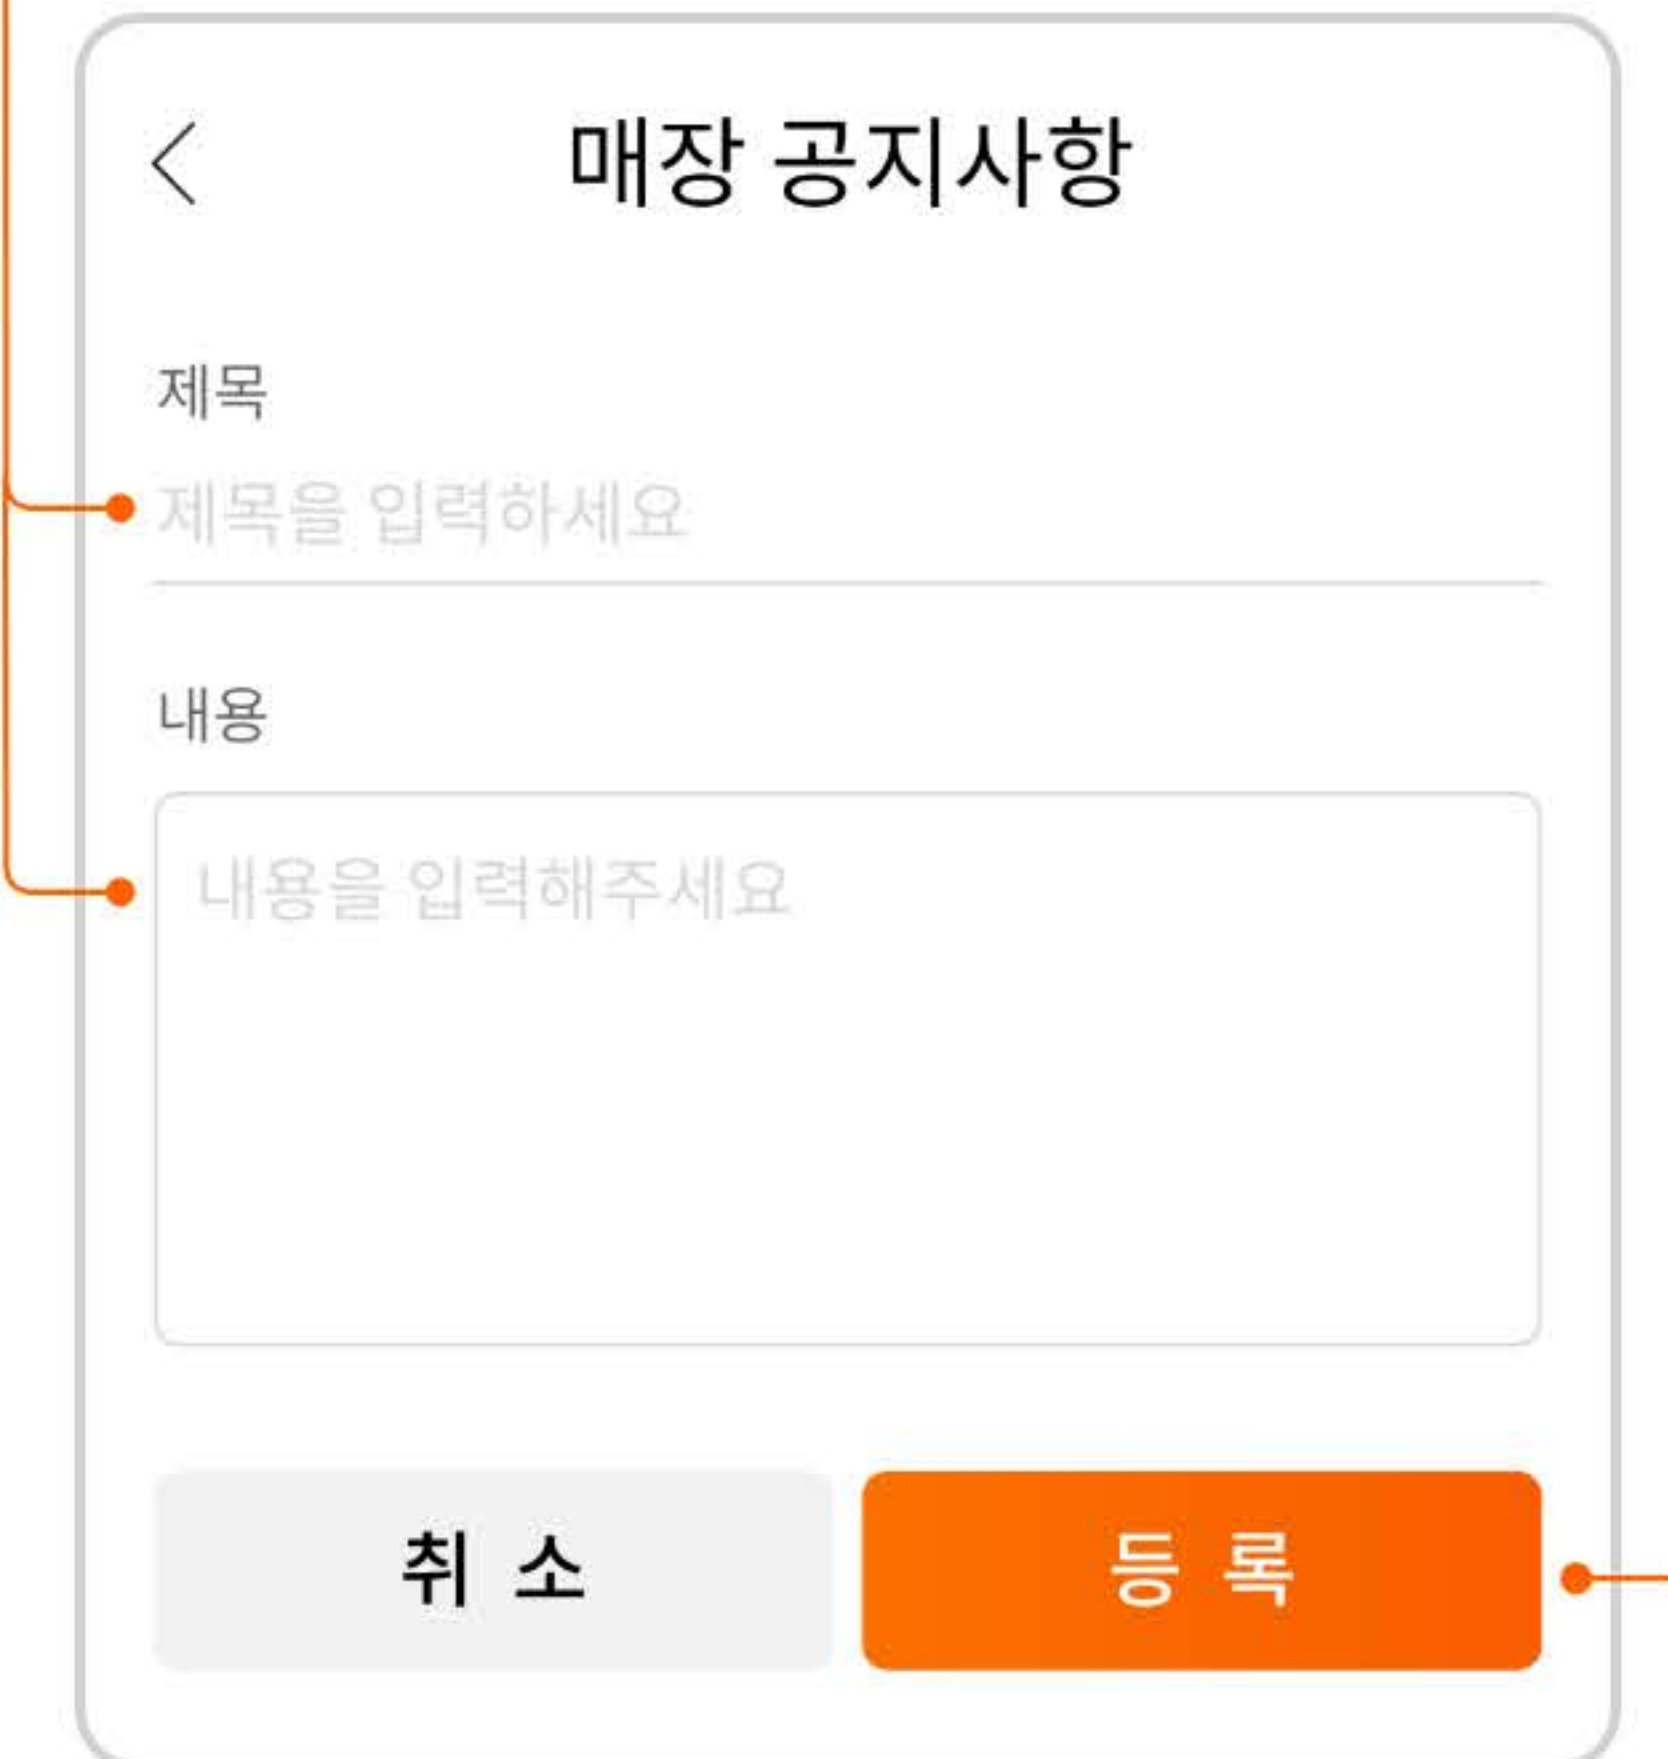 매장 공지사항
제목
제목을 입력하세요
내용
내용을 입력해주세요
취 소
등 록